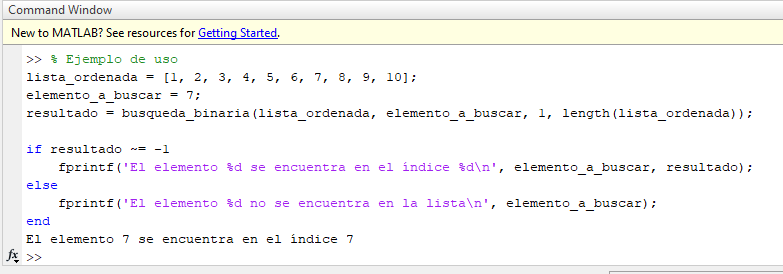 Command Window
New to MATLAB? See resources for Getting Started.
>> % Ejemplo de uso
lista_ordenada = [1, 2, 3, 4, 5, 6, 7, 8, 9, 10];
elemento_a_buscar = 7;
resultado = busqueda_binaria(lista_ordenada, elemento_a_buscar, 1, length(lista_ordenada));
if resultado ~= -1
    fprintf('El elemento %d se encuentra en el índice %d\n', elemento_a_buscar, resultado);
else
    fprintf('El elemento %d no se encuentra en la lista\n', elemento_a_buscar);
end
El elemento 7 se encuentra en el índice 7
fx >>